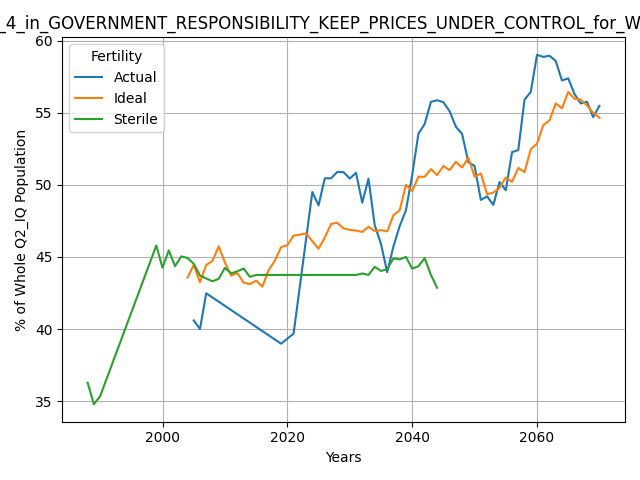 _4_in_GOVERNMENT_RESPONSIBILITY_KEEP_PRICES_UNDER_CONTROL_for_W
Fertility
Actual
Ideal
Sterile
% of Whole Q2_IQ Population
60
55
50
45
40
35
2000
2020
2040
2060
Years